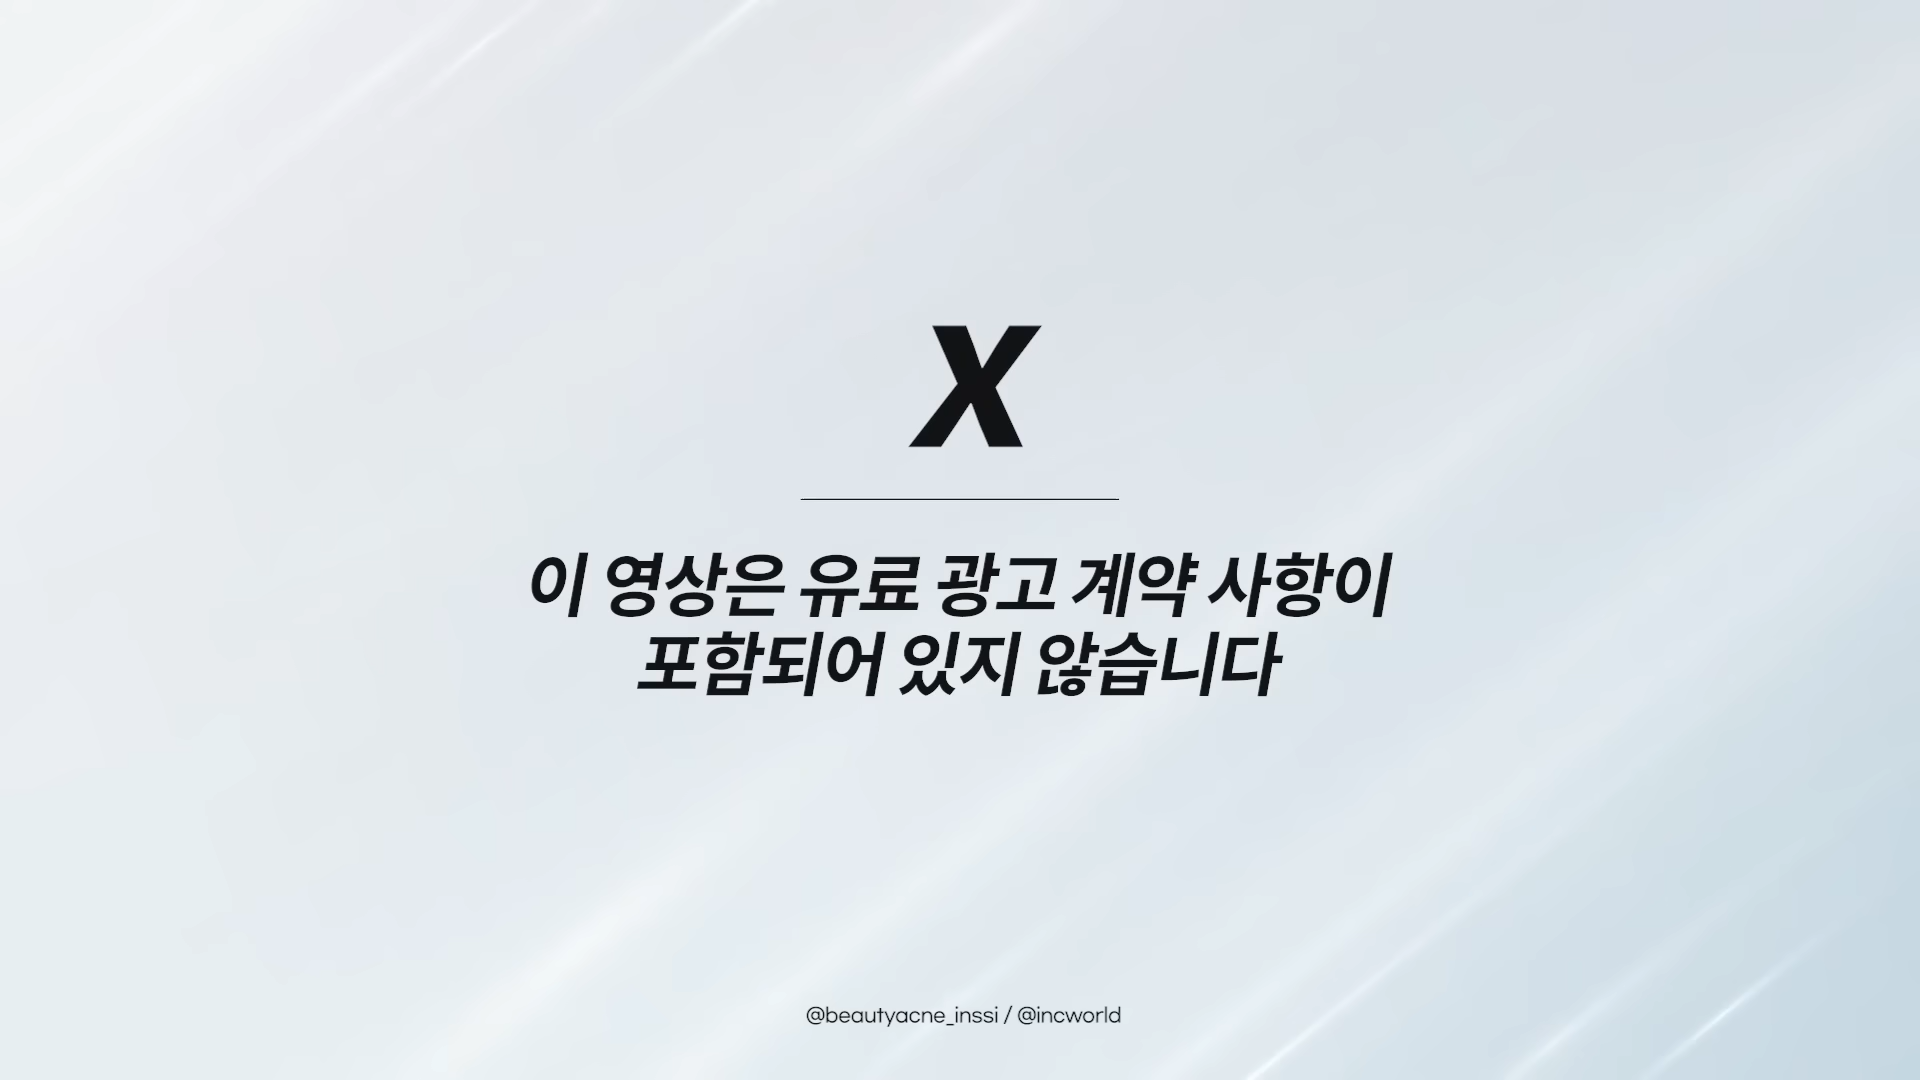 X
이 영상은 유료 광고 계약 사항이
포함되어 있지 않습니다
@beautyacne_inssi / @incworld